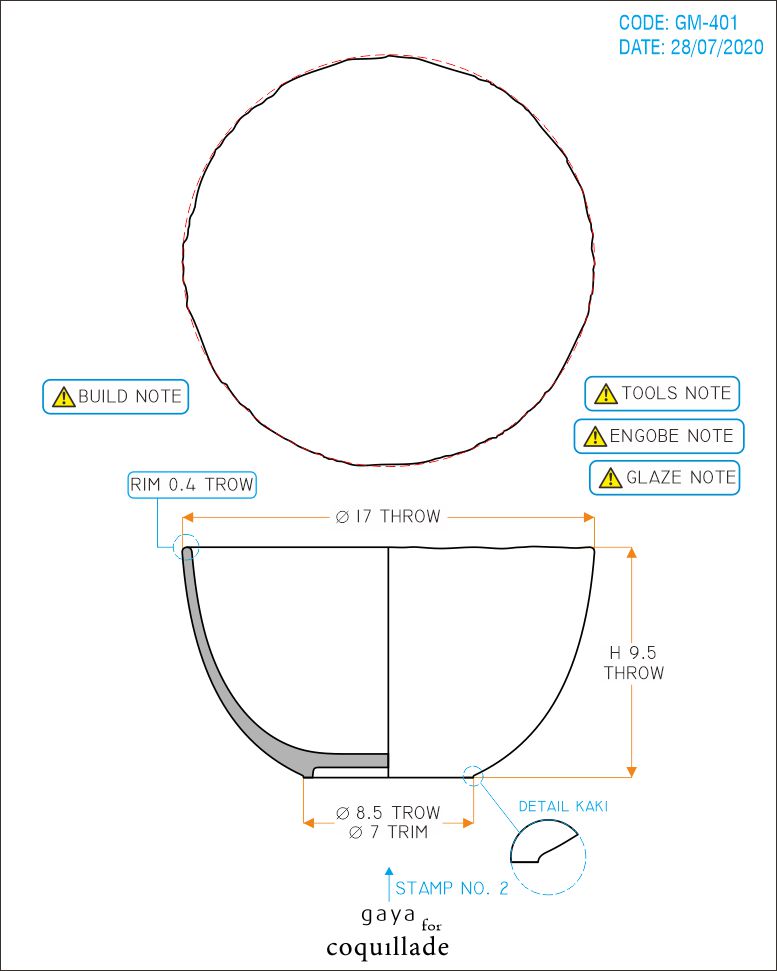 CODE: GM-401
DATE: 28/07/2020
BUILD NOTE
TOOLS NOTE
ENGOBE NOTE
GLAZE NOTE
RIM 0.4 TROW
Ø 17 THROW
H 9.5
THROW
DETAIL KAKI
Ø 8.5 TROW
Ø 7 TRIM
STAMP NO. 2
gaya for
coquillade